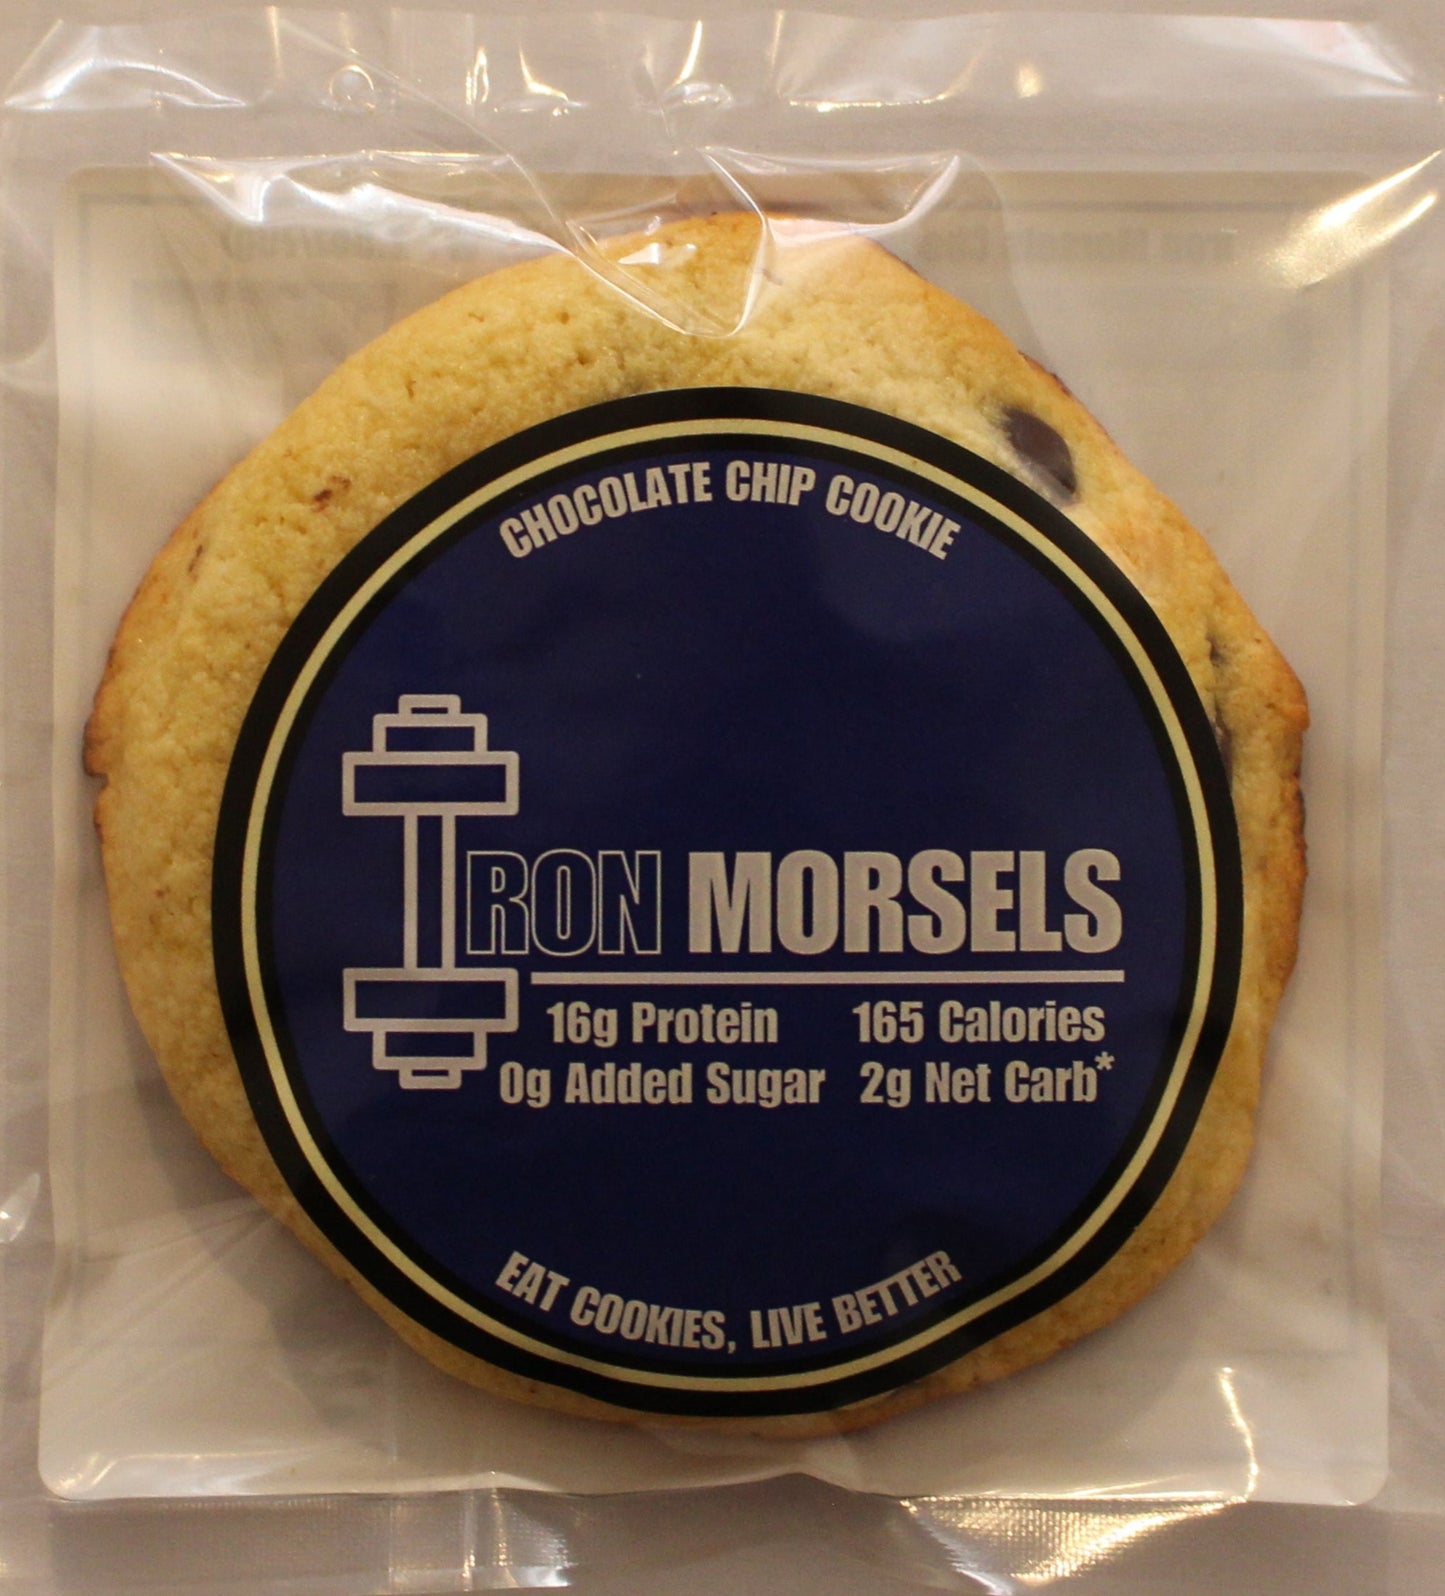 CHOCOLATE CHIP COOKIE
IRON MORSELS
16g Protein 165 Calories
0g Added Sugar 2g Net Carb*
EAT COOKIES, LIVE BETTER